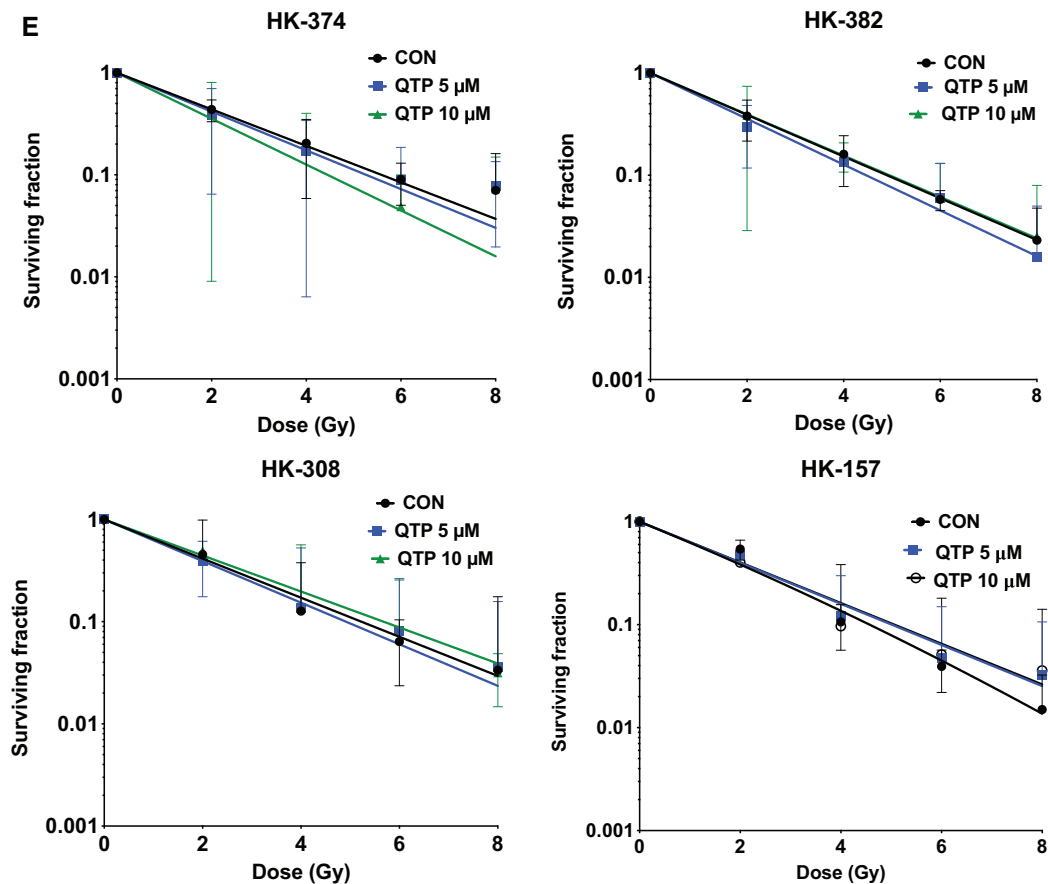 E
HK-374
CON
QTP 5 µM
QTP 10 µM
1
0.1
0.01
0.001
Surviving fraction
0
2
4
6
8
Dose (Gy)
HK-382
CON
QTP 5 µM
QTP 10 µM
1
0.1
0.01
0.001
Surviving fraction
0
2
4
6
8
Dose (Gy)
HK-308
CON
QTP 5 µM
QTP 10 µM
1
0.1
0.01
0.001
Surviving fraction
0
2
4
6
8
Dose (Gy)
HK-157
CON
QTP 5 µM
QTP 10 µM
1
0.1
0.01
0.001
Surviving fraction
0
2
4
6
8
Dose (Gy)